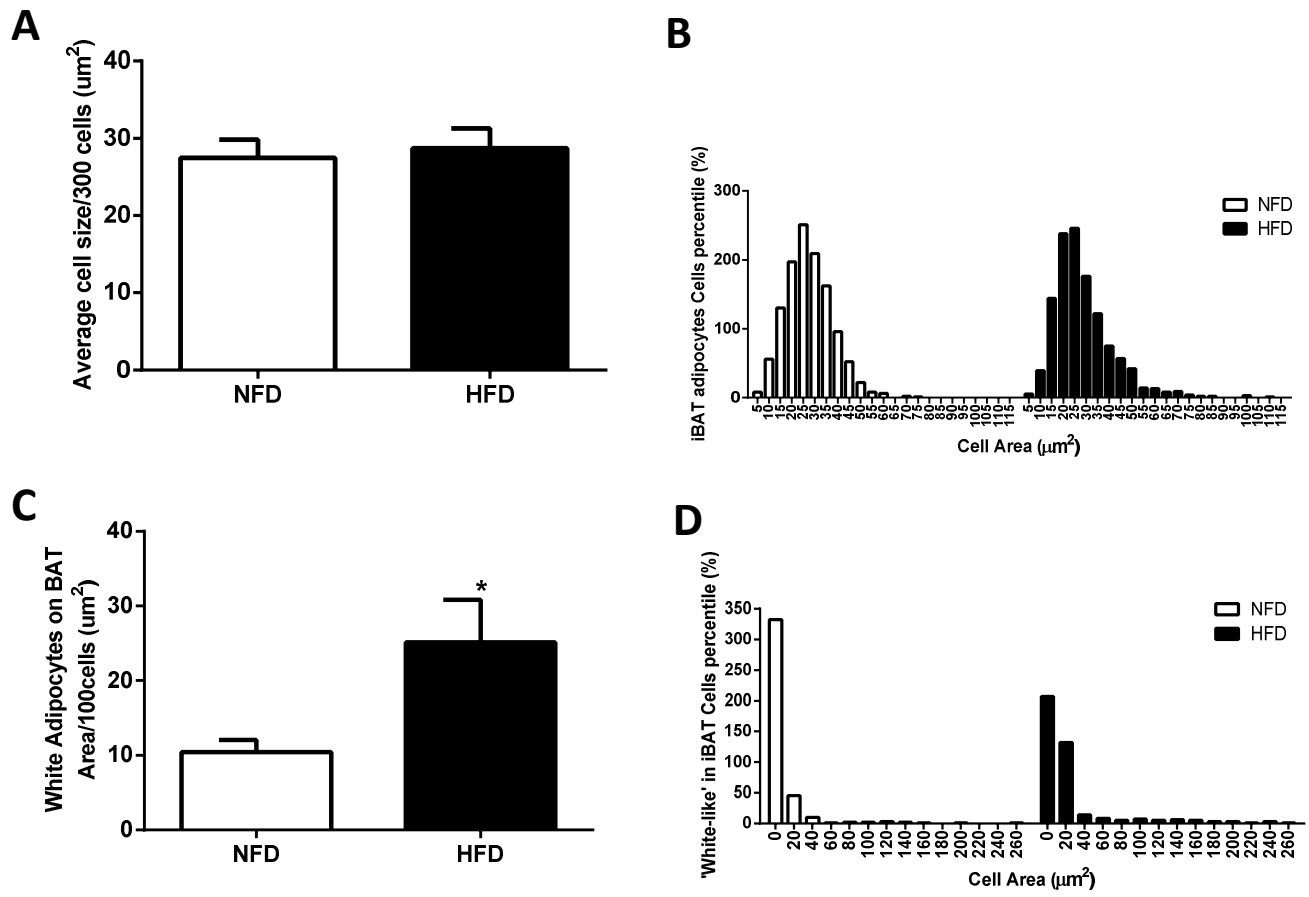 A
Average cell size/300 cells (um2)
40
30
20
10
0
NFD HFD
B
iBAT adipocytes Cells percentile (%)
300
200
100
0
NFD
HFD
5 10 15 20 25 30 35 40 45 50 55 60 65 70 75 80 85 90 95 100 105 110 115 5 10 15 20 25 30 35 40 45 50 55 60 65 70 75 80 85 90 95 100 105 110 115
Cell Area (μm2)
C
White Adipocytes on BAT
Area/100cells (um2)
40
30
20
10
0
*
NFD HFD
D
'White-like' in iBAT Cells percentile (%)
350
300
250
200
150
100
50
0
NFD
HFD
0 20 40 60 80 100 120 140 160 180 200 220 240 260 0 20 40 60 80 100 120 140 160 180 200 220 240 260
Cell Area (μm2)